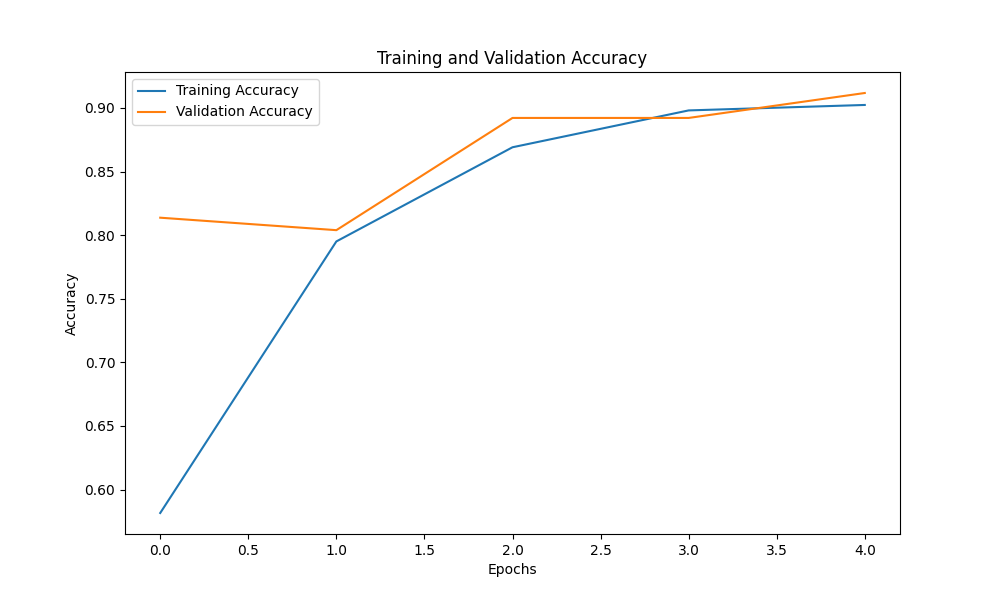 Training and Validation Accuracy
Training Accuracy
Validation Accuracy
Accuracy
0.90
0.85
0.80
0.75
0.70
0.65
0.60
0.0 0.5 1.0 1.5 2.0 2.5 3.0 3.5 4.0
Epochs